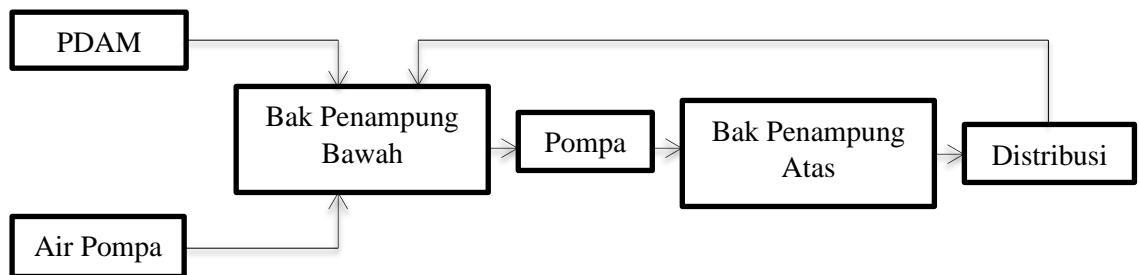 PDAM
Bak Penampung
Bawah
Pompa
Bak Penampung
Atas
Distribusi
Air Pompa